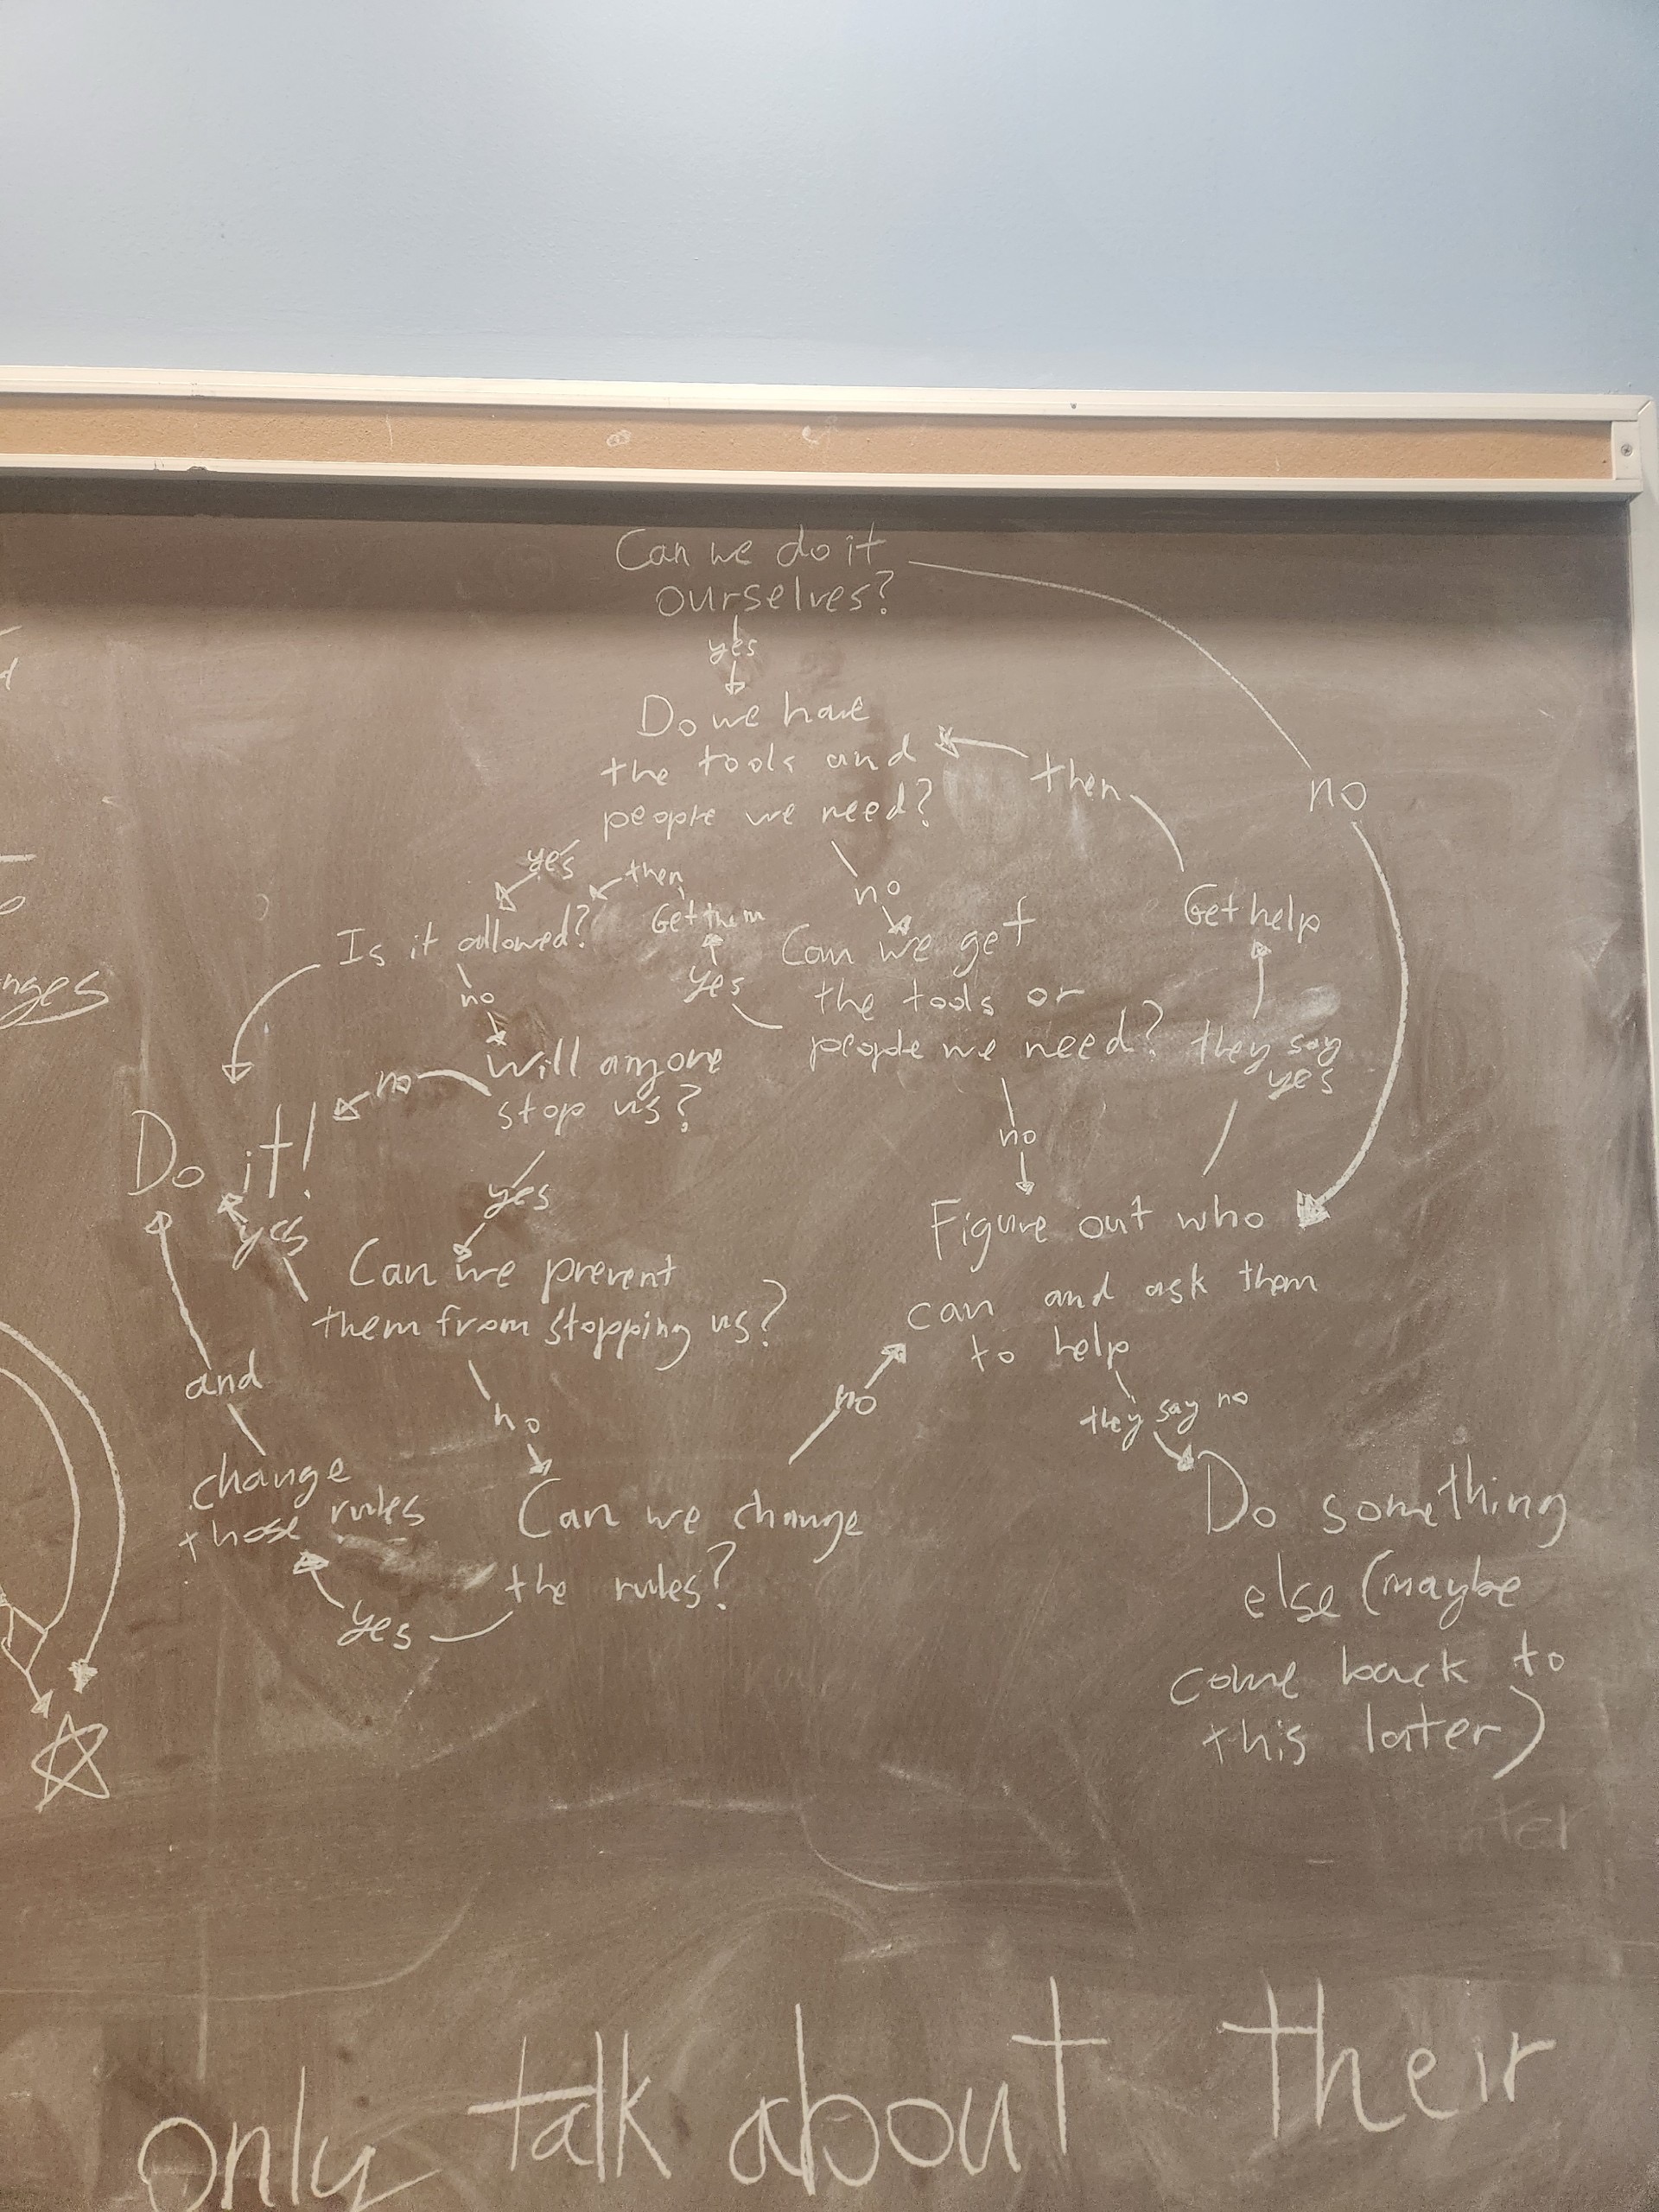 Can we do it
ourselves?
yes
Do we have
the tools and
people we need?
then
no
yes
then
no
Get them
Get help
Is it allowed?
Can we get
yes
the tools or
people we need?
no
they say
yes
Will anyone
stop us?
no
nges
Do it!
no
yes
yes
Figure out who
can and ask them
to help
Can we prevent
them from stopping us?
and
no
no
they say no
change
those rules
Can we change
the rules?
yes
Do something
else (maybe
come back to
this later)
only talk about their